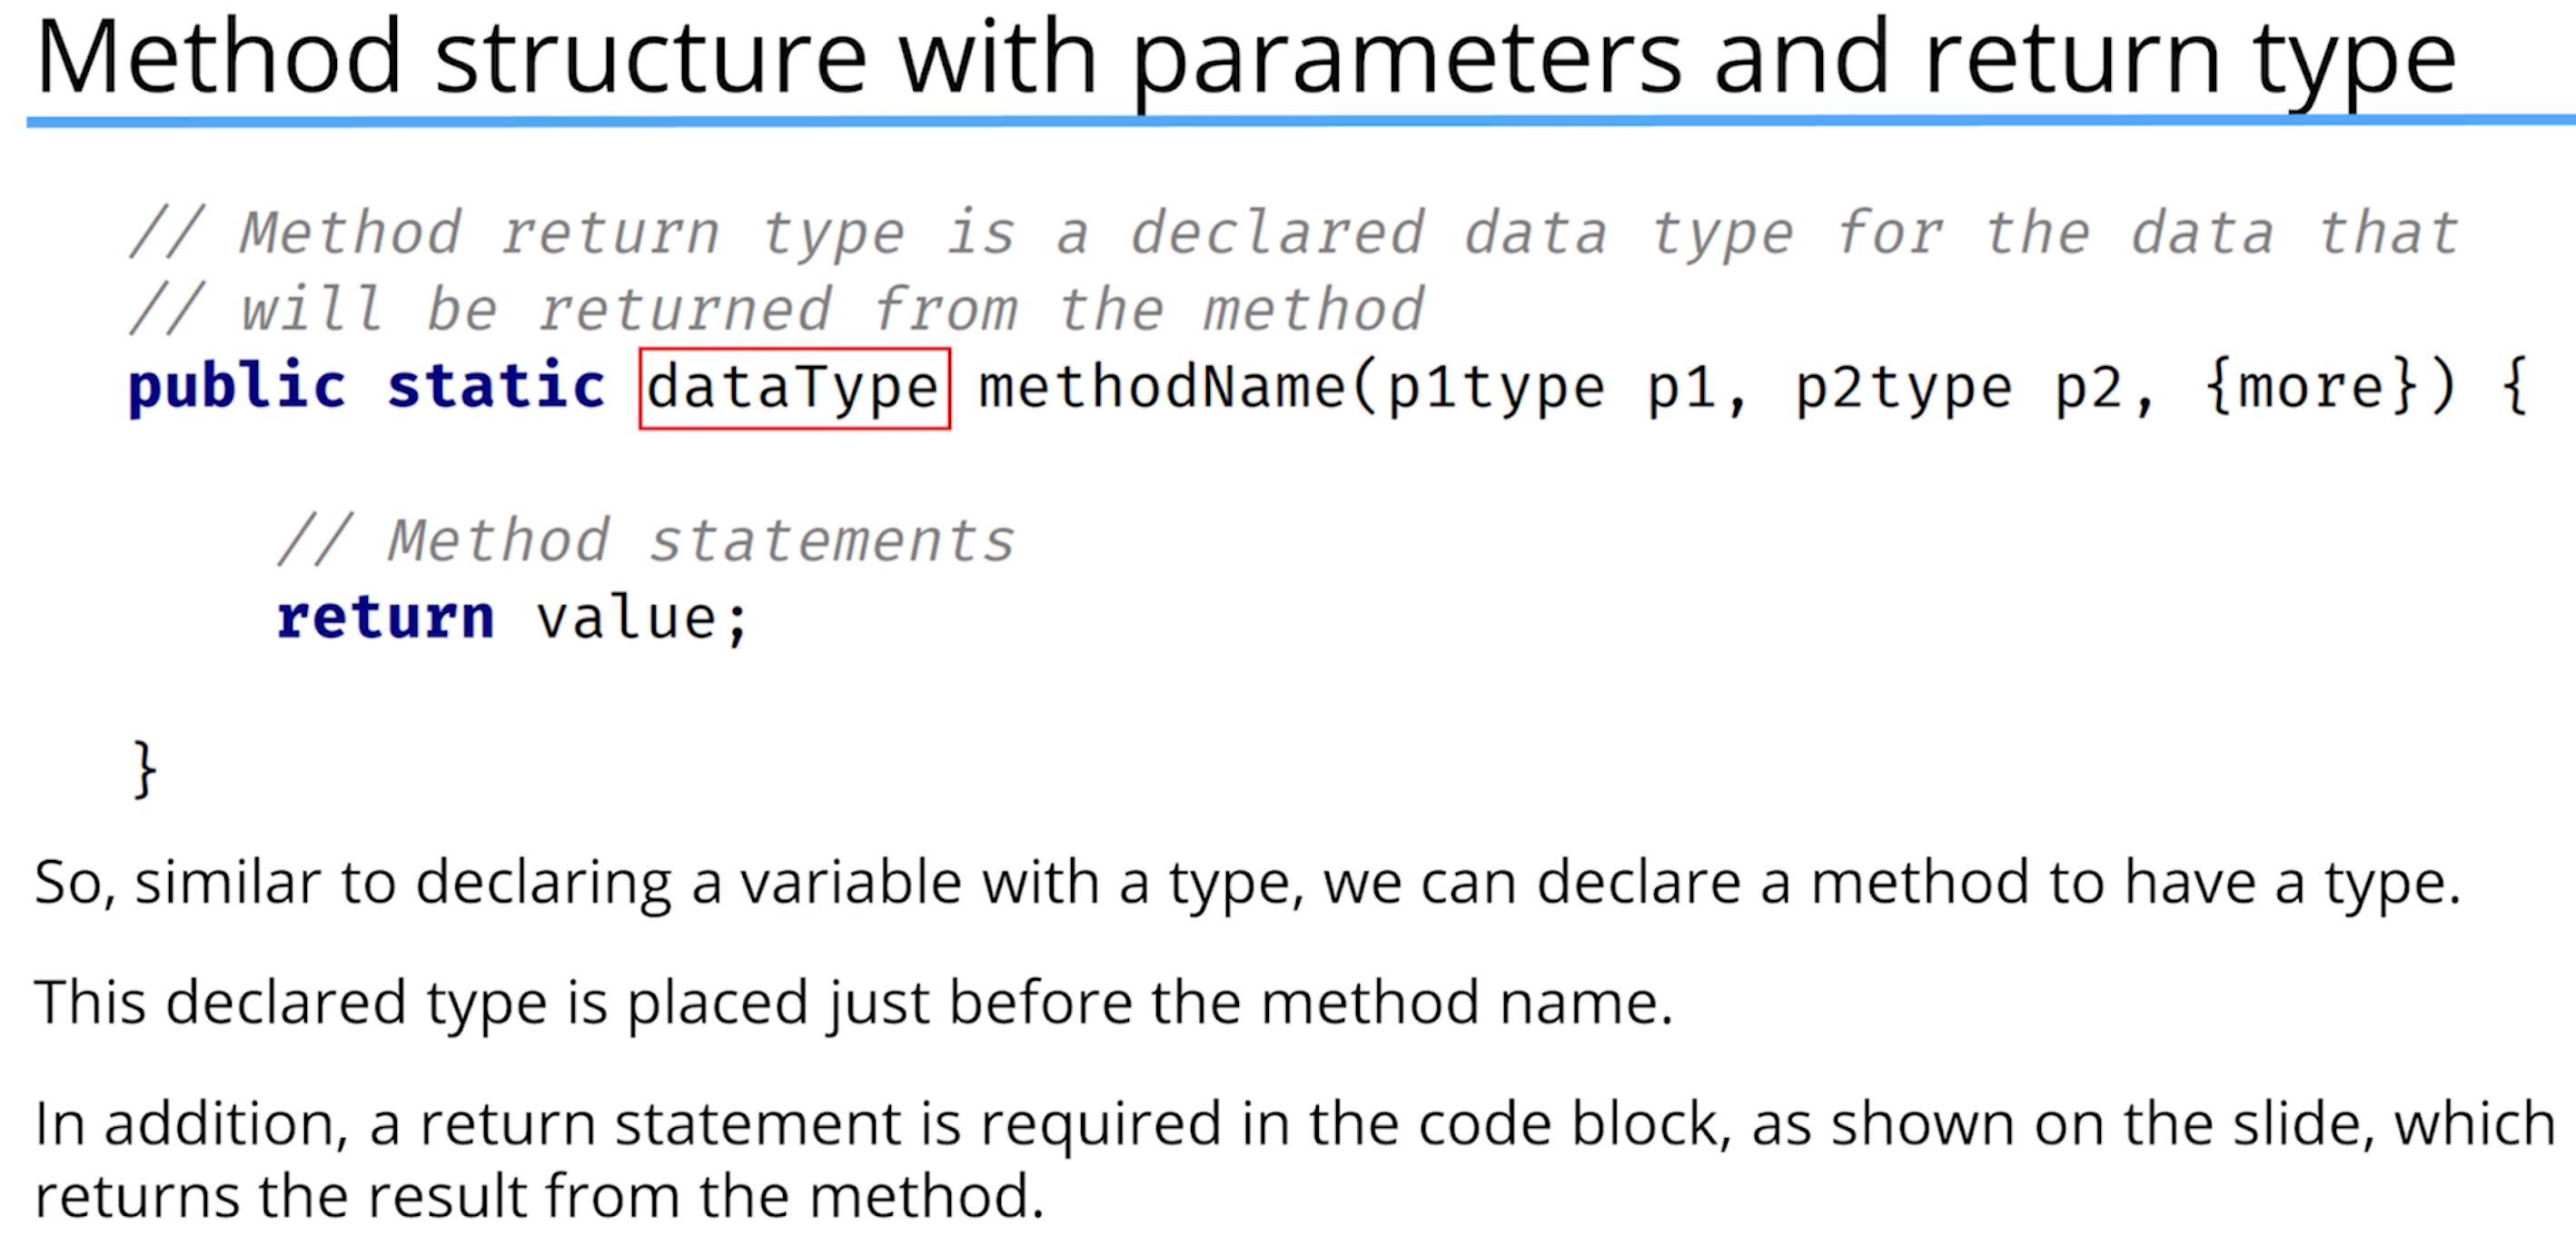 Method structure with parameters and return type
// Method return type is a declared data type for the data that
// will be returned from the method
public static dataType methodName(p1type p1, p2type p2, {more}) {
// Method statements
return value;
}
So, similar to declaring a variable with a type, we can declare a method to have a type.
This declared type is placed just before the method name.
In addition, a return statement is required in the code block, as shown on the slide, which
returns the result from the method.